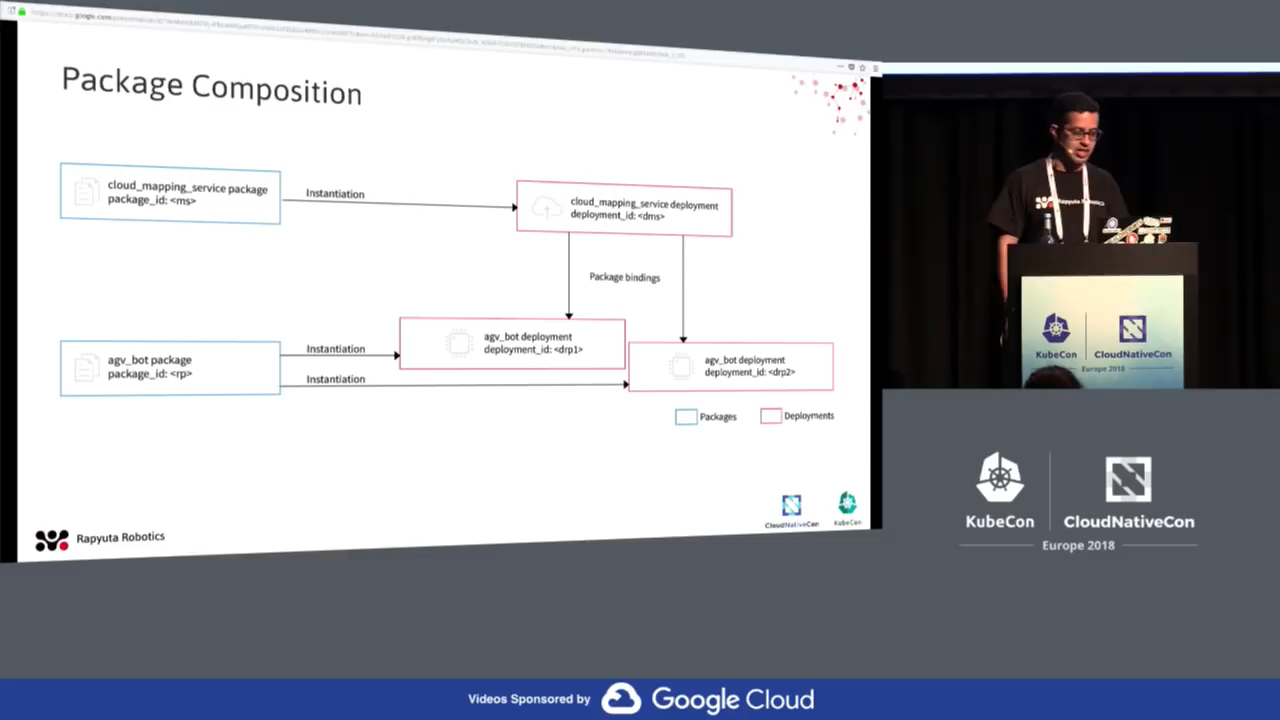 Package Composition
cloud_mapping_service package
package_id: <ms>
Instantiation
cloud_mapping_service deployment
deployment_id: <dms>
Package bindings
agv_bot package
package_id: <rp>
Instantiation
Instantiation
agv_bot deployment
deployment_id: <drp1>
agv_bot deployment
deployment_id: <drp2>
Packages
Deployments
Rapyuta Robotics
CloudNativeCon
KubeCon
Rapyuta Robotics
KubeCon
CloudNativeCon
Europe 2018
KubeCon
CloudNativeCon
Europe 2018
Videos Sponsored by
Google Cloud